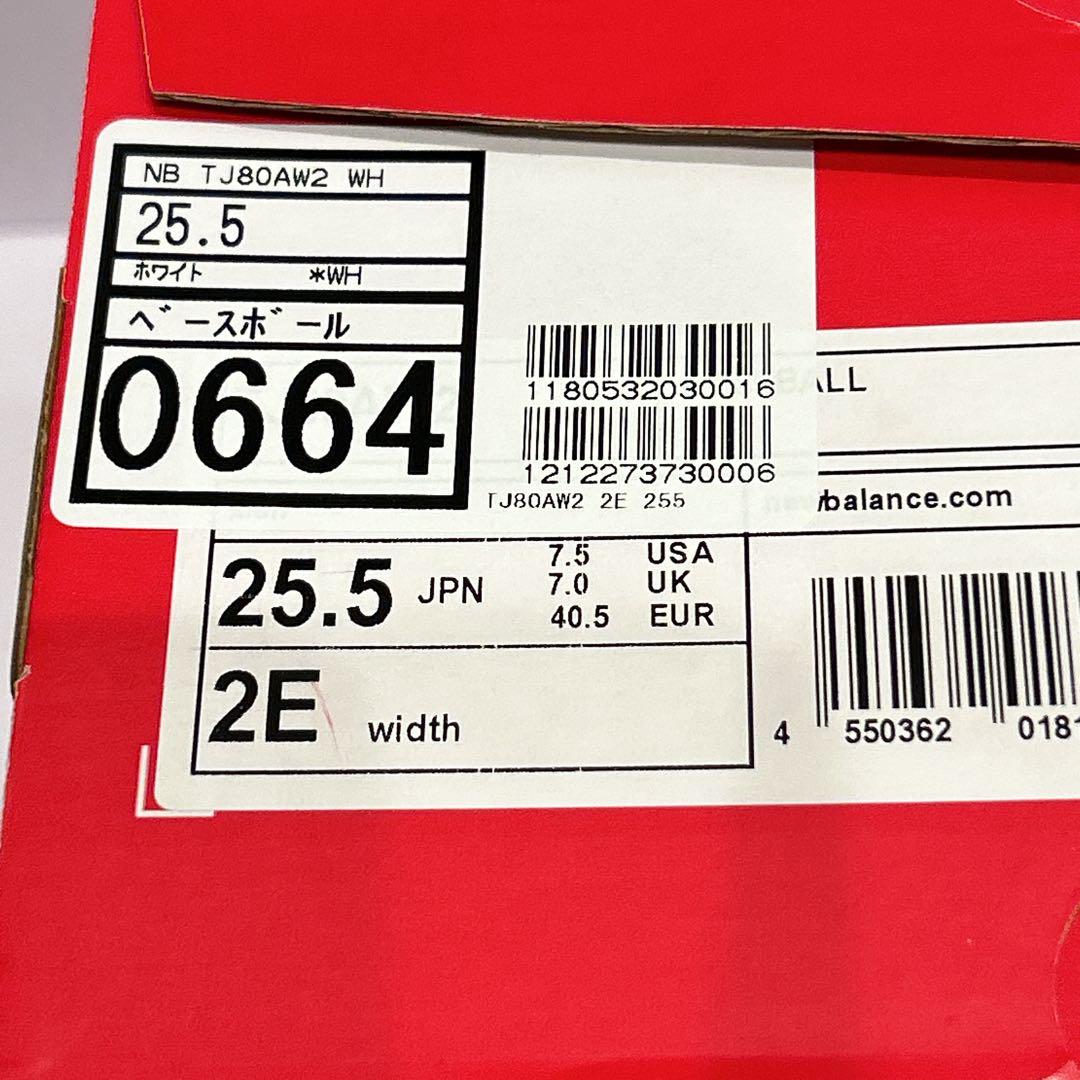 NB TJ80AW2 WH
25.5
ホワイト *WH
ベースボール
0664
1180532030016
1212273730006
TJ80AW2 2E 255
ALL
balance.com
25.5 JPN
7.5 USA
7.0 UK
40.5 EUR
2E width
4 550362 018